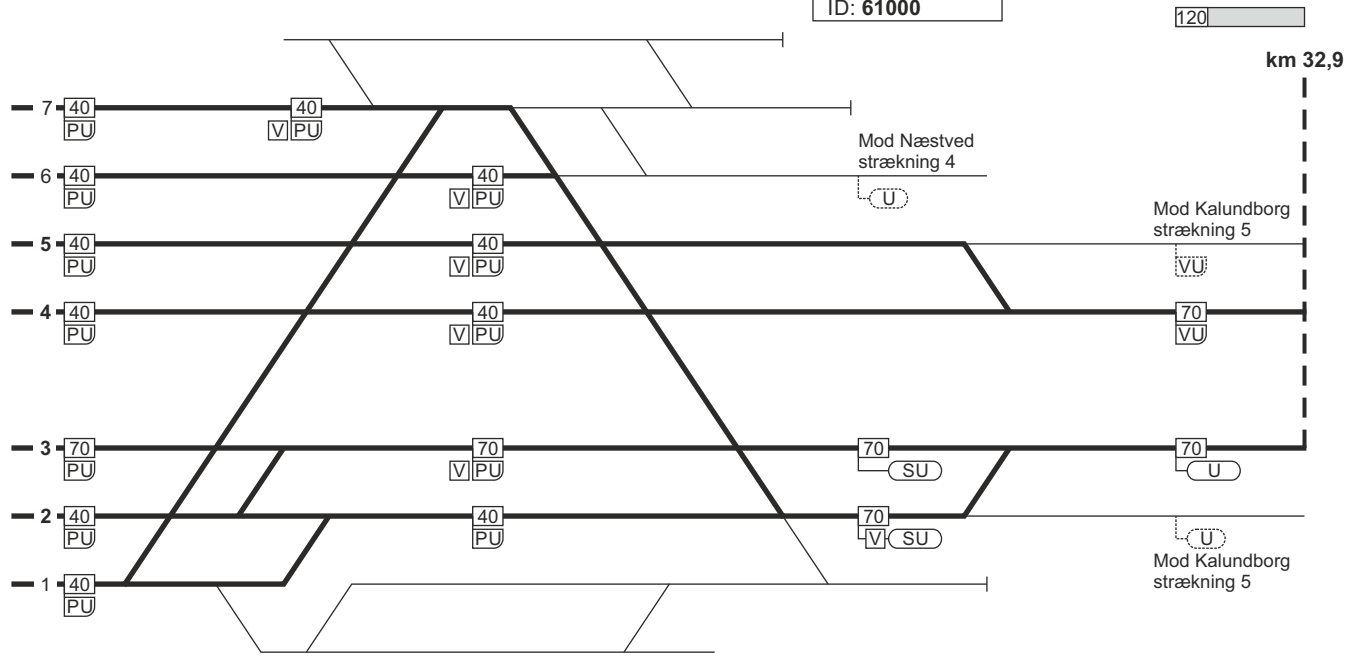 ID: 61000
120
km 32,9
7 40 40
PU V PU
Mod Næstved
strækning 4
6 40 40
PU V PU U
Mod Kalundborg
strækning 5
5 40 40
PU V PU VU
4 40 40 70
PU V PU VU
3 70 70 70 70
PU V PU SU U
2 40 40 70
PU PU V SU U
Mod Kalundborg
strækning 5
1 40
PU